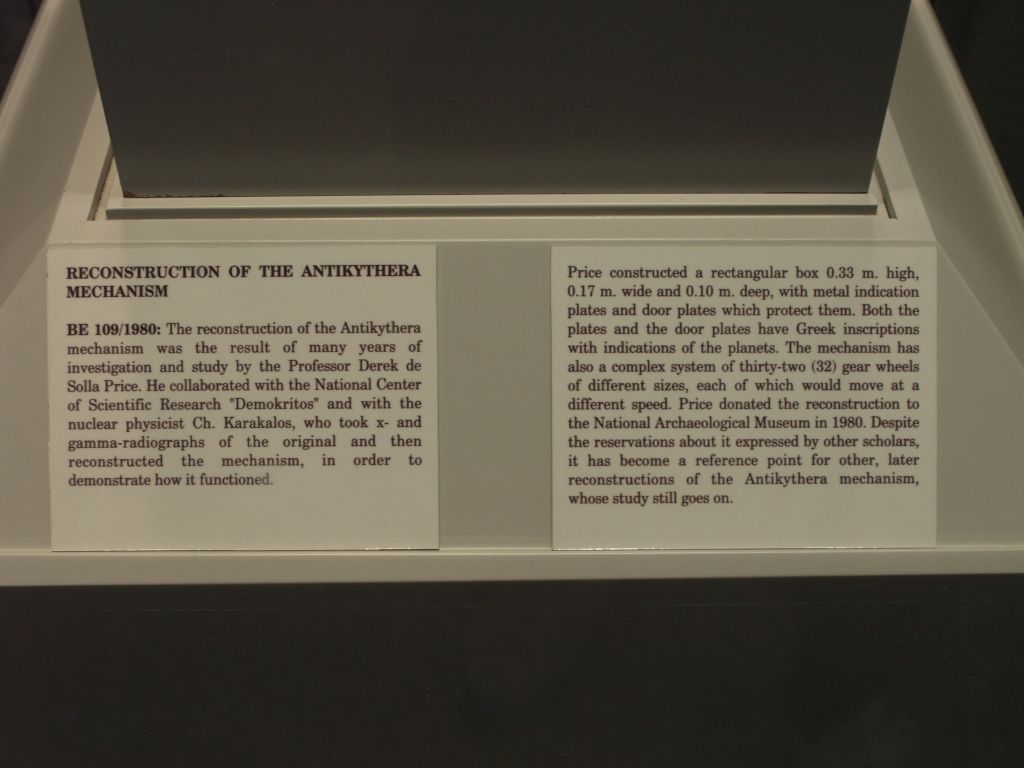 RECONSTRUCTION OF THE ANTIKYTHERA
MECHANISM
BE 109/1980: The reconstruction of the Antikythera
mechanism was the result of many years of
investigation and study by the Professor Derek de
Solla Price. He collaborated with the National Center
of Scientific Research "Demokritos" and with the
nuclear physicist Ch. Karakalos, who took x- and
gamma-radiographs of the original and then
reconstructed the mechanism, in order to
demonstrate how it functioned.
Price constructed a rectangular box 0.33 m. high,
0.17 m. wide and 0.10 m. deep, with metal indication
plates and door plates which protect them. Both the
plates and the door plates have Greek inscriptions
with indications of the planets. The mechanism has
also a complex system of thirty-two (32) gear wheels
of different sizes, each of which would move at a
different speed. Price donated the reconstruction to
the National Archaeological Museum in 1980. Despite
the reservations about it expressed by other scholars,
it has become a reference point for other, later
reconstructions of the Antikythera mechanism,
whose study still goes on.